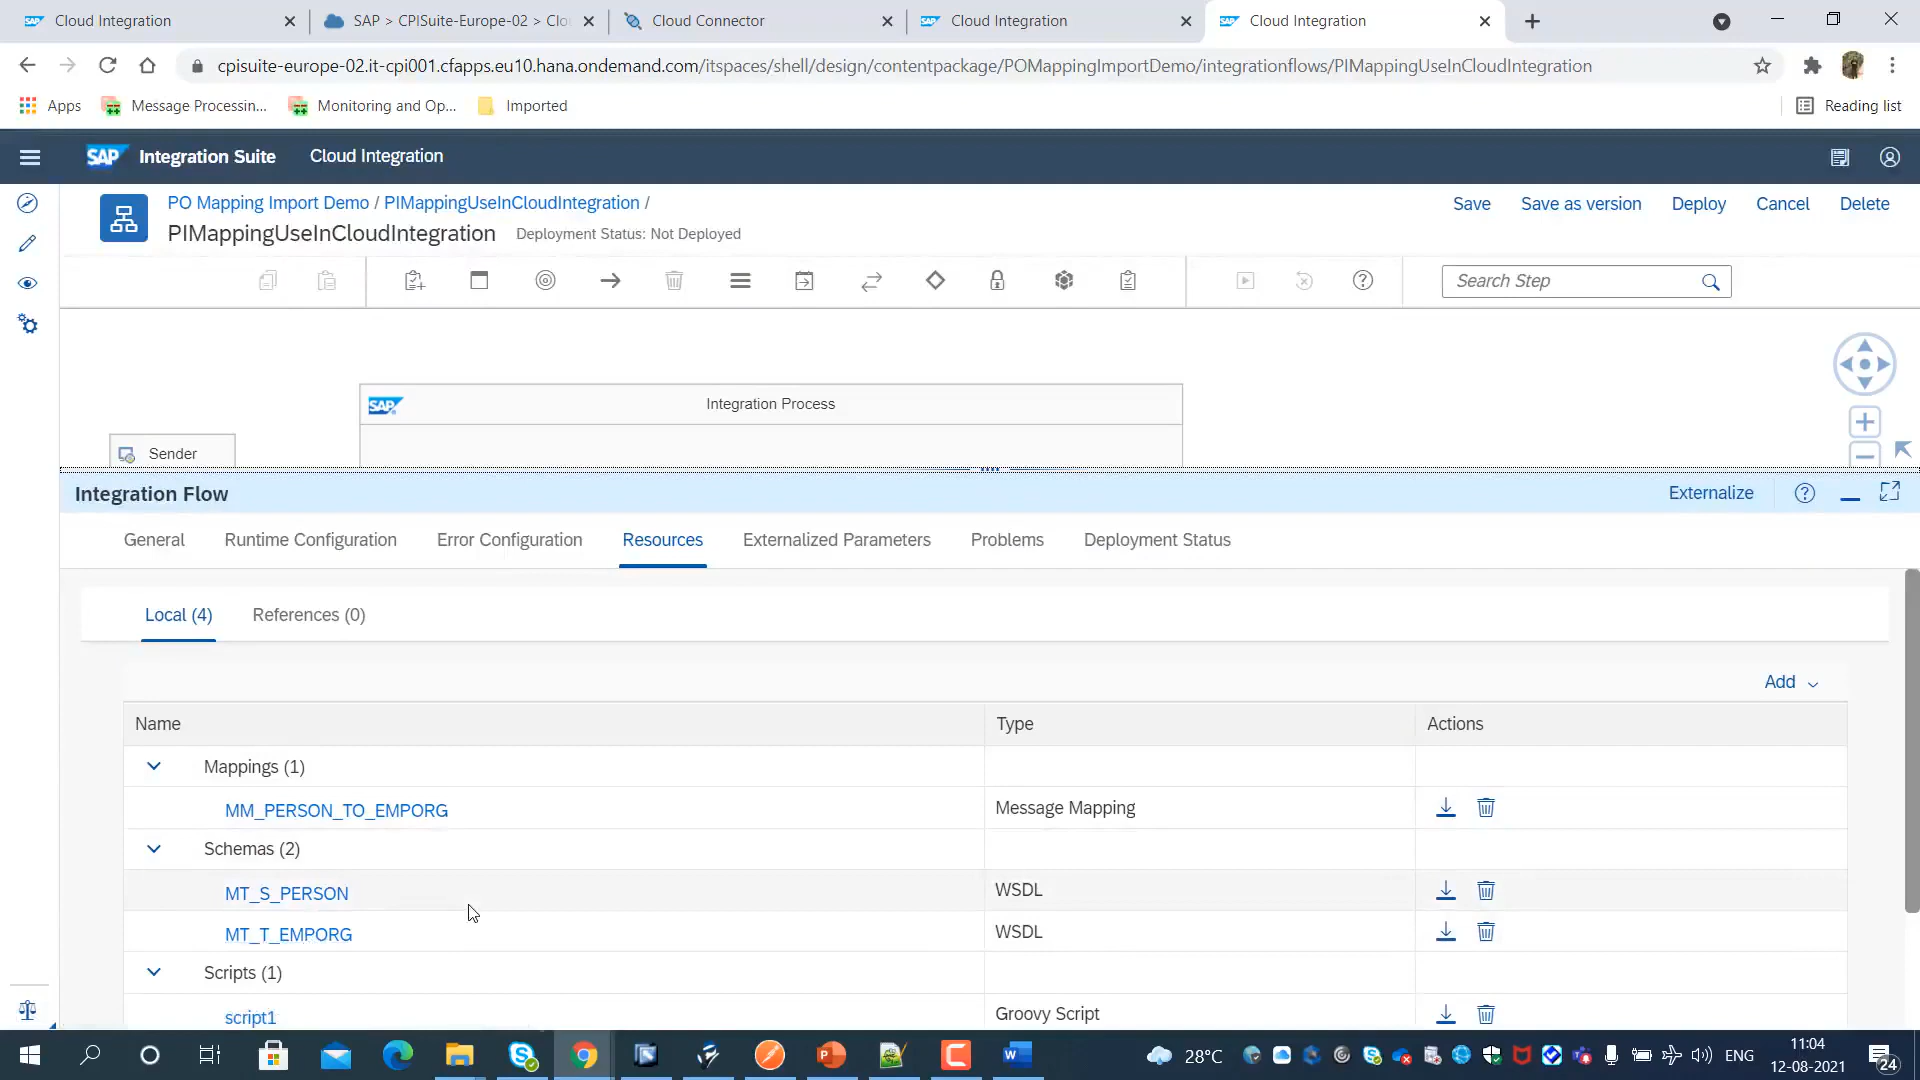 Cloud Integration
SAP > CPISuite-Europe-02 > Clo
Cloud Connector
Cloud Integration
Cloud Integration
cpisuite-europe-02.it-cpi001.cfapps.eu10.hana.ondemand.com/itspaces/shell/design/contentpackage/POMappingImportDemo/integrationflows/PIMappingUseInCloudIntegration
Apps
Message Processin...
Monitoring and Op...
Imported
Reading list
SAP Integration Suite
Cloud Integration
PO Mapping Import Demo / PIMappingUseInCloudIntegration /
Save
Save as version
Deploy
Cancel
Delete
PIMappingUseInCloudIntegration
Deployment Status: Not Deployed
Search Step
SAP
Integration Process
Sender
Integration Flow
Externalize
General
Runtime Configuration
Error Configuration
Resources
Externalized Parameters
Problems
Deployment Status
Local (4)
References (0)
Add
Name
Type
Actions
Mappings (1)
MM_PERSON_TO_EMPORG
Message Mapping
Schemas (2)
MT_S_PERSON
WSDL
MT_T_EMPORG
WSDL
Scripts (1)
script1
Groovy Script
28°C
ENG
11:04
12-08-2021
24